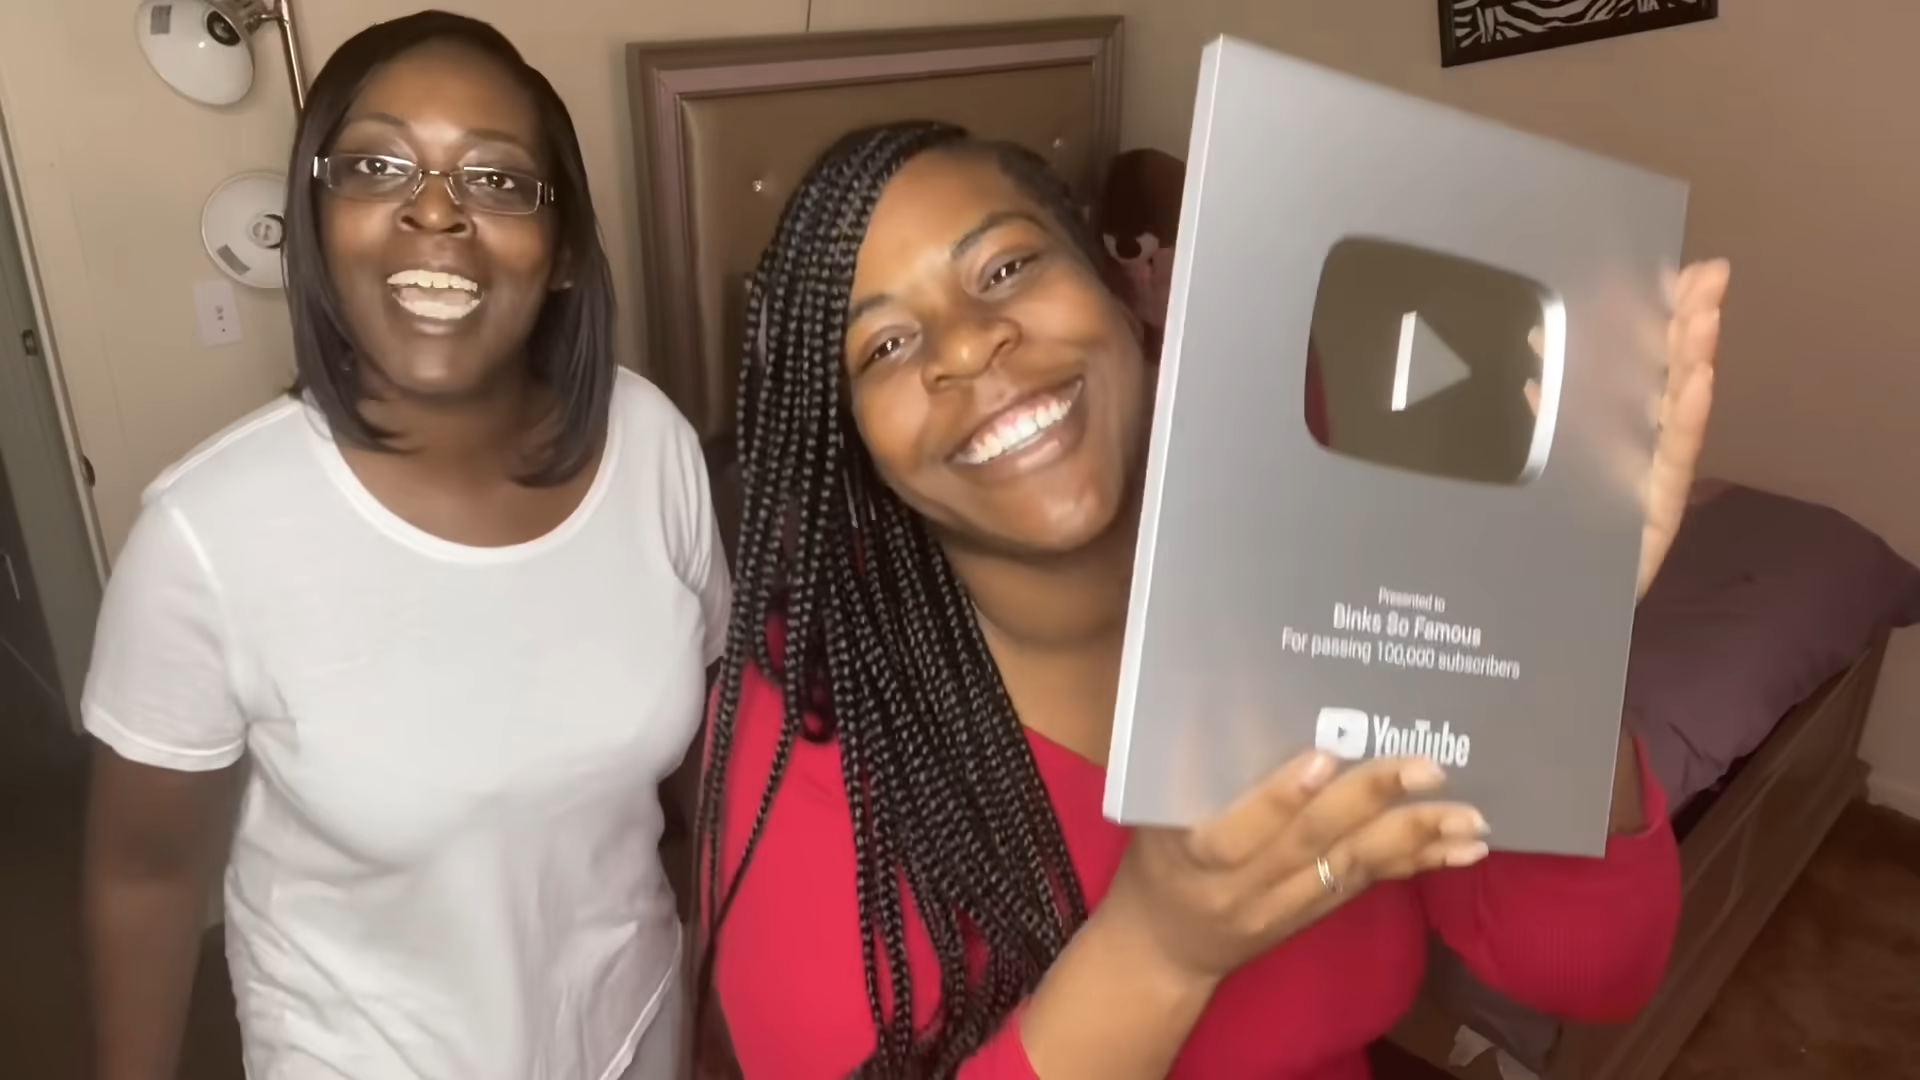 Presented to
Binks So Famous
For passing 100,000 subscribers
YouTube